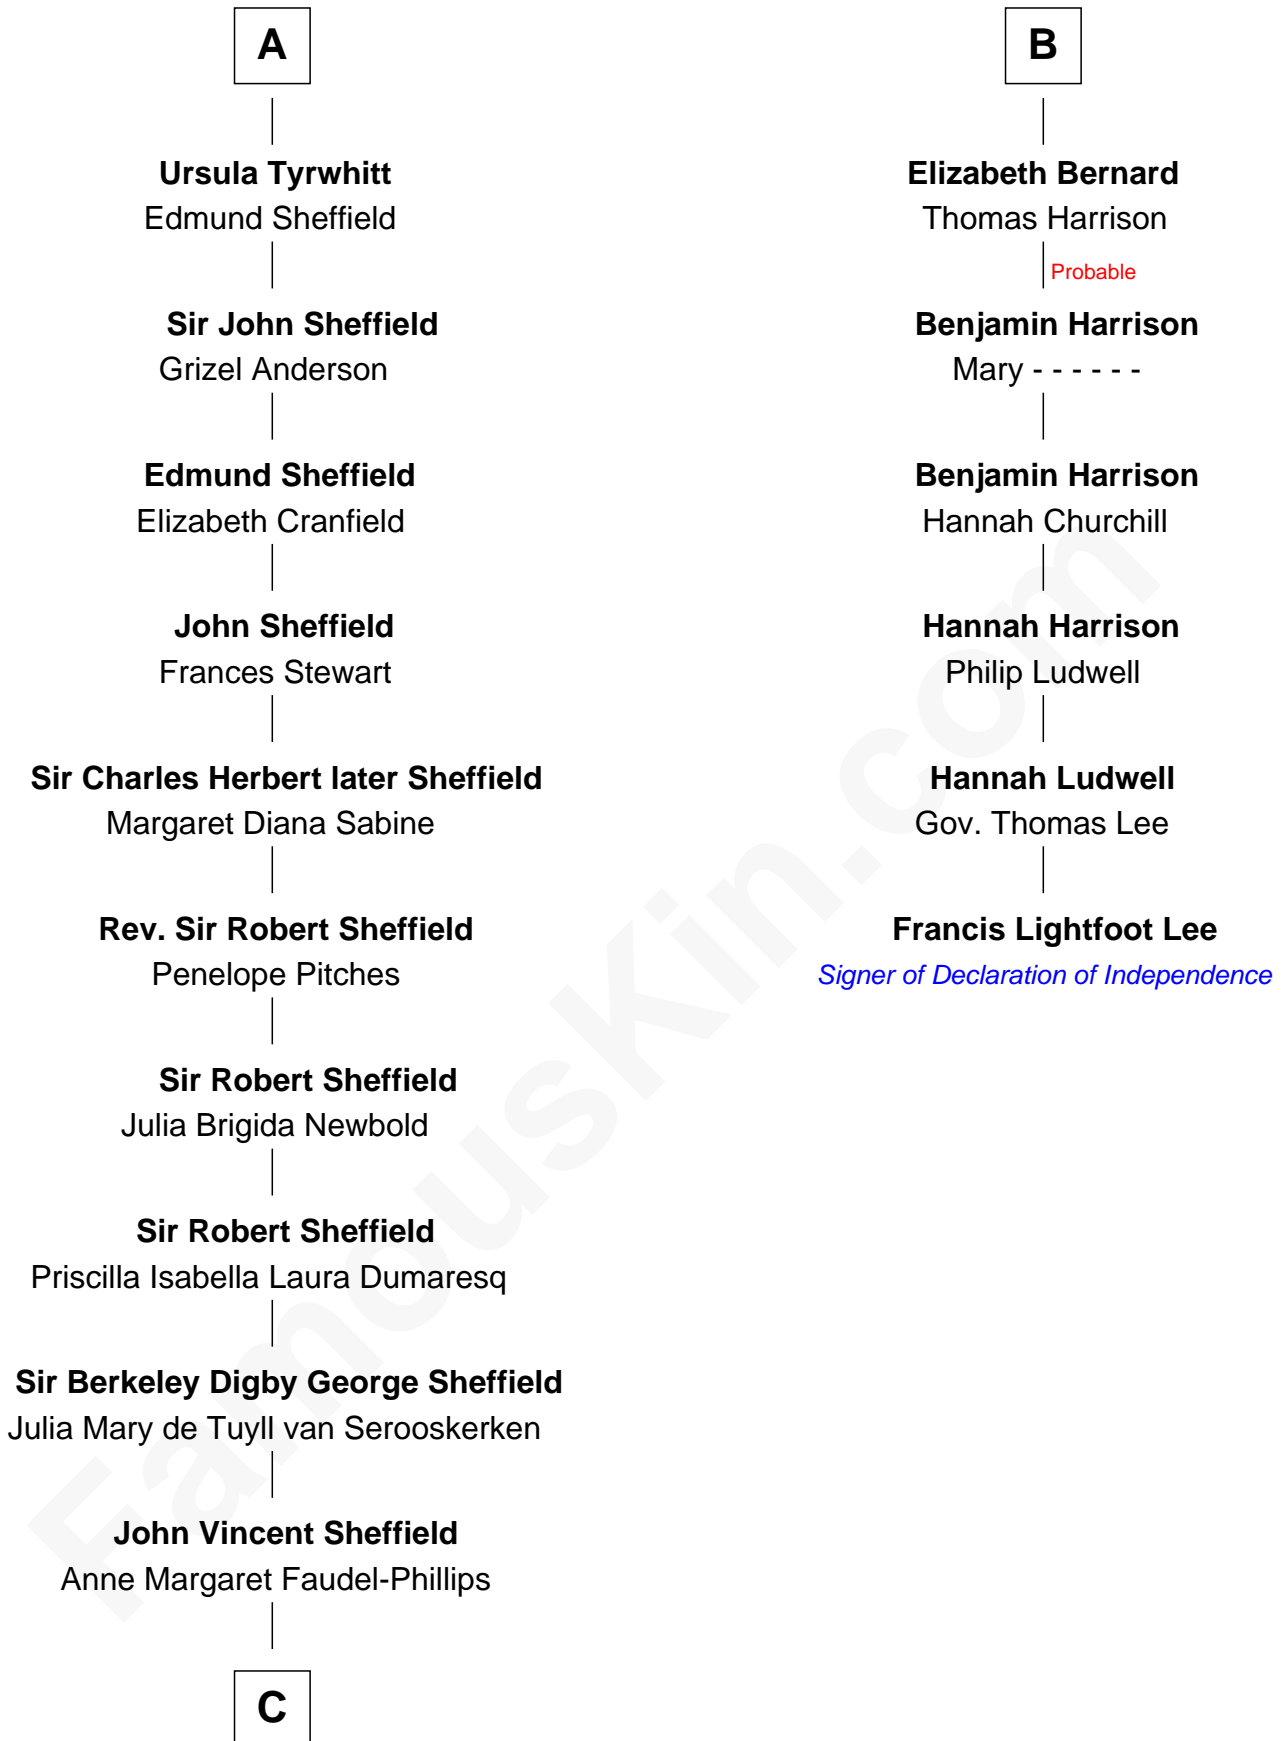 A
Ursula Tyrwhitt
Edmund Sheffield
Sir John Sheffield
Grizel Anderson
Edmund Sheffield
Elizabeth Cranfield
John Sheffield
Frances Stewart
Sir Charles Herbert later Sheffield
Margaret Diana Sabine
Rev. Sir Robert Sheffield
Penelope Pitches
Sir Robert Sheffield
Julia Brigida Newbold
Sir Robert Sheffield
Priscilla Isabella Laura Dumaresq
Sir Berkeley Digby George Sheffield
Julia Mary de Tuyll van Serooskerken
John Vincent Sheffield
Anne Margaret Faudel-Phillips
C
B
Elizabeth Bernard
Thomas Harrison
Probable
Benjamin Harrison
Mary - - - - - -
Benjamin Harrison
Hannah Churchill
Hannah Harrison
Philip Ludwell
Hannah Ludwell
Gov. Thomas Lee
Francis Lightfoot Lee
Signer of Declaration of Independence
FamousKin.com